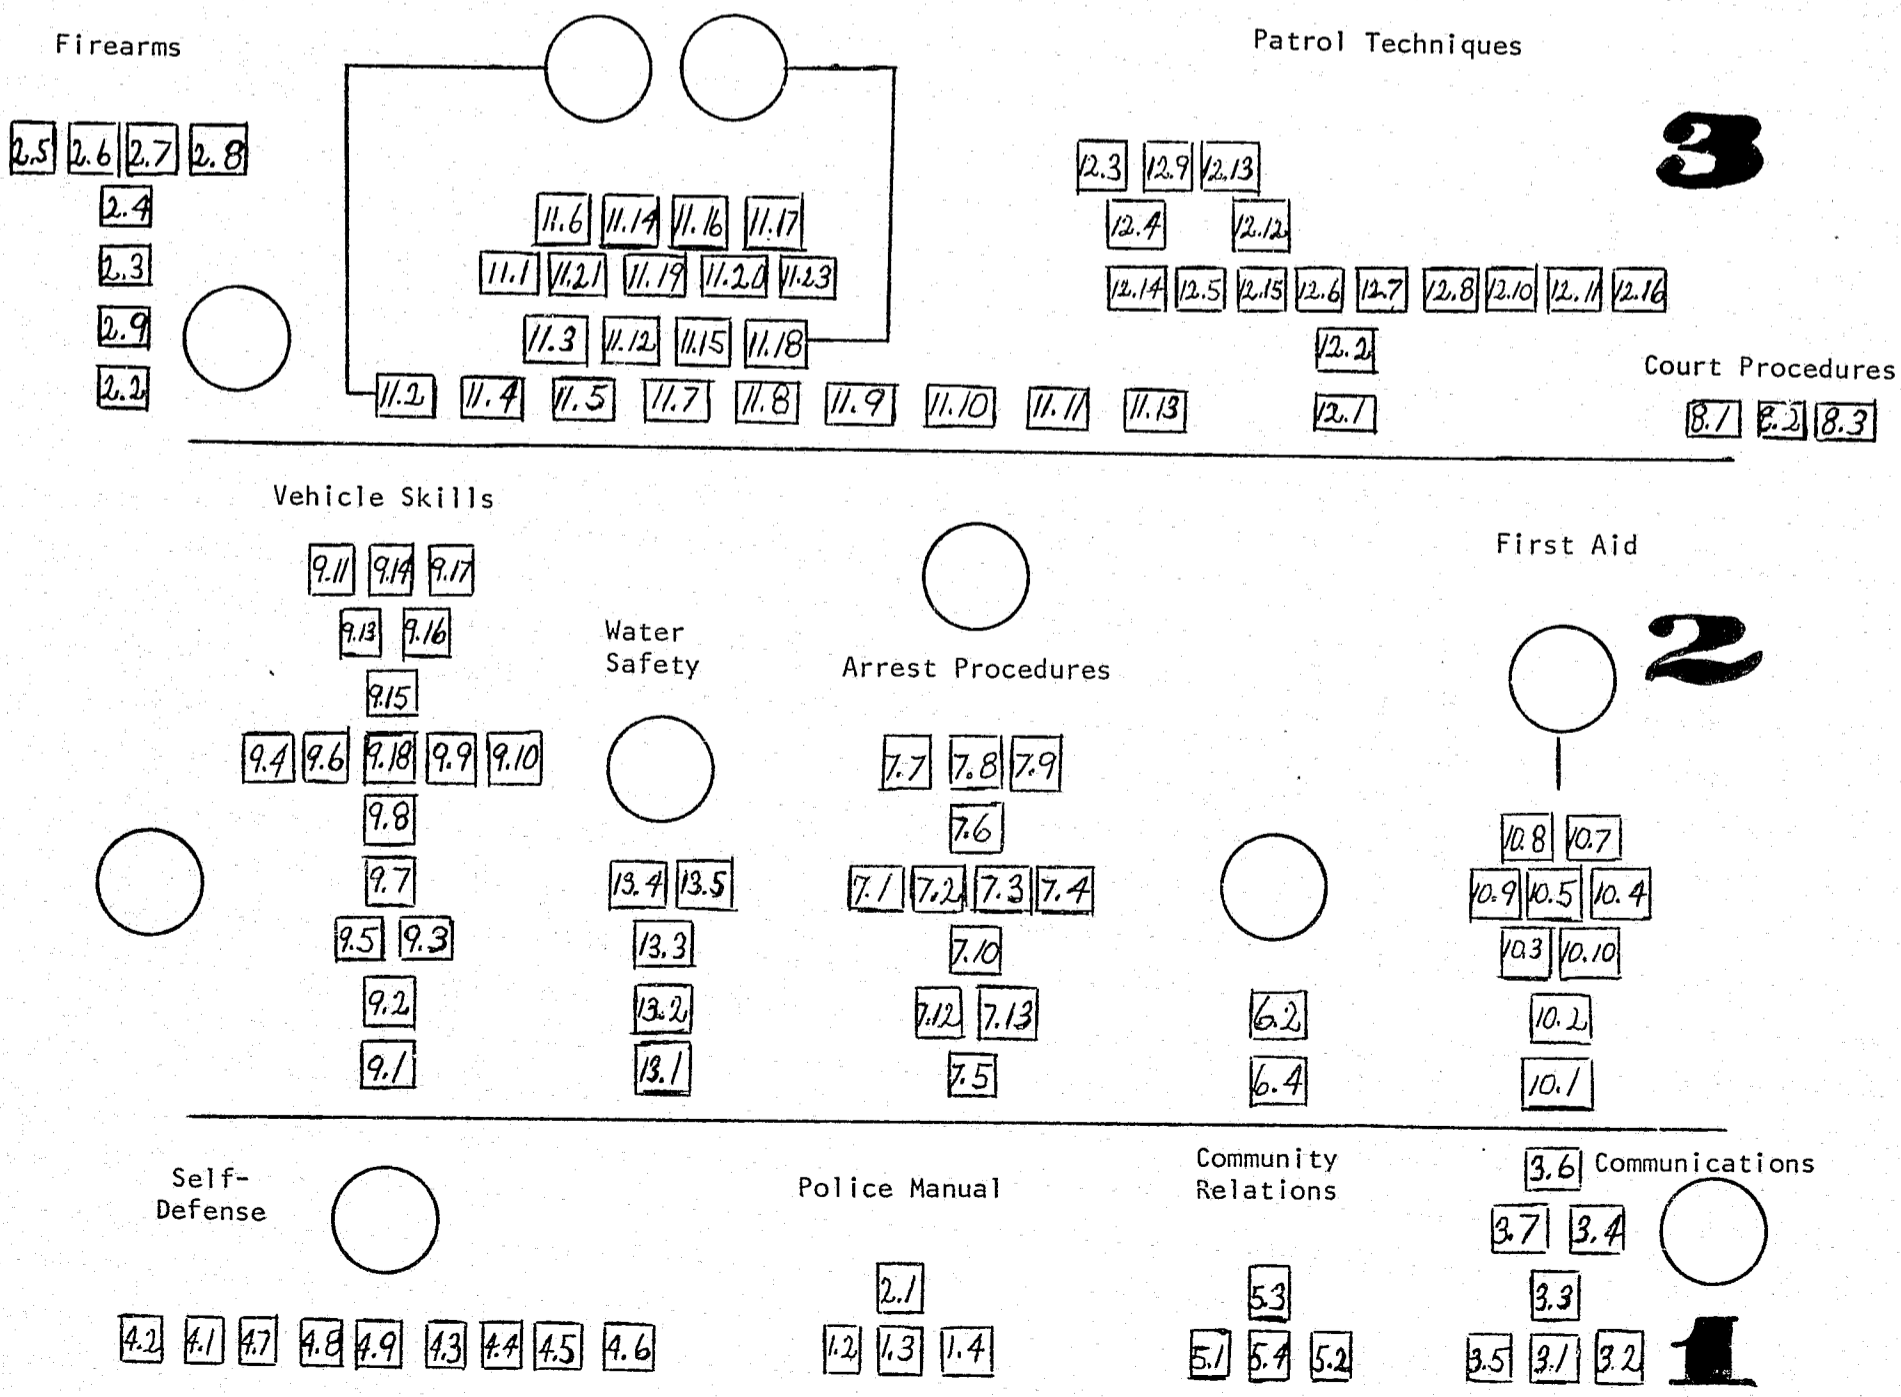 Firearms
Patrol Techniques
3
2.5 2.6 2.7 2.8
2.4
2.3
2.9
2.2
11.6 11.14 11.16 11.17
11.1 11.21 11.19 11.20 11.23
11.3 11.12 11.15 11.18
11.2 11.4 11.5 11.7 11.8 11.9 11.10 11.11 11.13
12.3 12.9 12.13
12.4 12.12
12.14 12.5 12.15 12.6 12.7 12.8 12.10 12.11 12.16
12.2
12.1
Court Procedures
8.1 8.2 8.3
Vehicle Skills
9.11 9.14 9.17
9.13 9.16
9.15
9.4 9.6 9.18 9.9 9.10
9.8
9.7
9.5 9.3
9.2
9.1
Water
Safety
13.4 13.5
13.3
13.2
13.1
Arrest Procedures
7.7 7.8 7.9
7.6
7.1 7.2 7.3 7.4
7.10
7.12 7.13
7.5
6.2
6.4
First Aid
2
10.8 10.7
10.9 10.5 10.4
10.3 10.10
10.2
10.1
Self-
Defense
4.2 4.1 4.7 4.8 4.9 4.3 4.4 4.5 4.6
Police Manual
2.1
1.2 1.3 1.4
Community
Relations
5.3
5.1 5.4 5.2
3.6 Communications
3.7 3.4
3.3
3.5 3.1 3.2
1